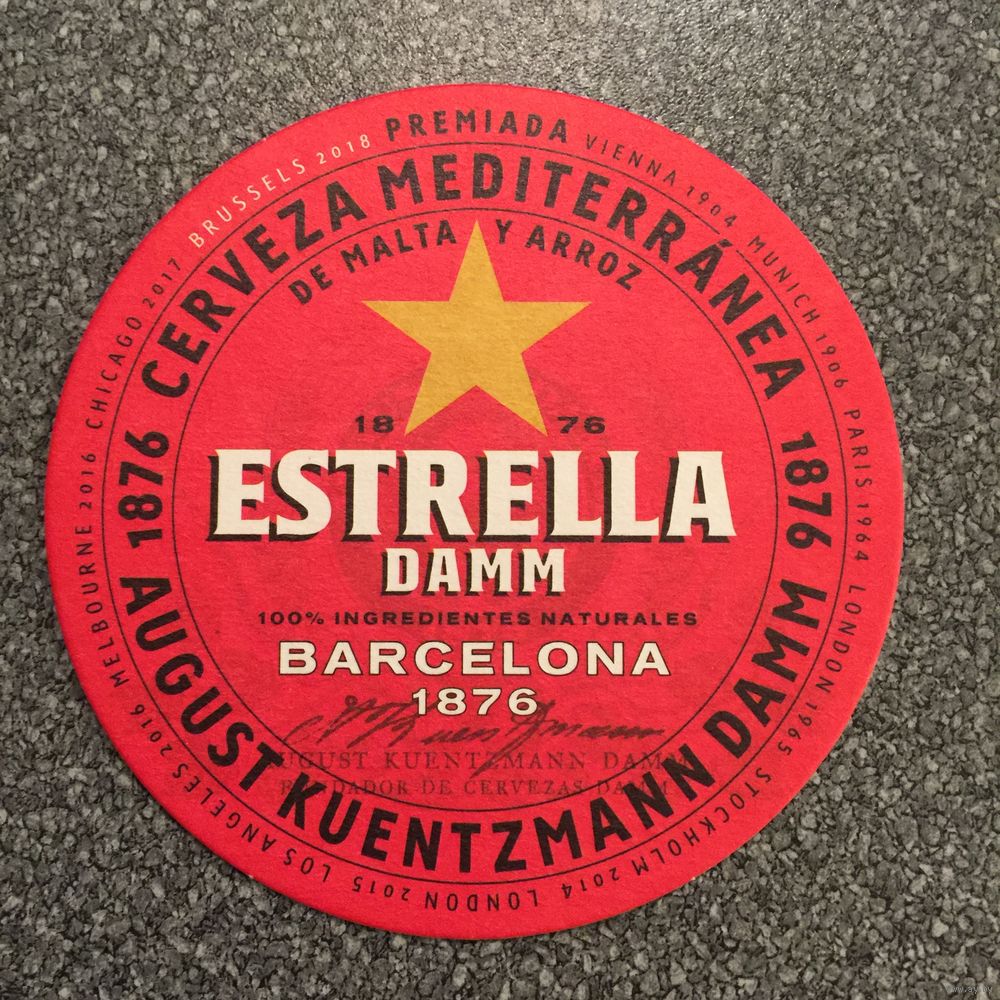 PREMIADA VIENNA 1904 MUNICH 1906 PARIS 1964 LONDON 1965 STOCKHOLM 2014 LONDON 2015 LOS ANGELES 2016 MELBOURNE 2016 CHICAGO 2017 BRUSSELS 2018
CERVEZA MEDITERRÁNEA 1876
AUGUST KUENTZMANN DAMM 1876
DE MALTA Y ARROZ
18 76
ESTRELLA
DAMM
100% INGREDIENTES NATURALES
BARCELONA
1876
AUGUST KUENTZMANN DAMM
FUNDADOR DE CERVEZAS DAMM